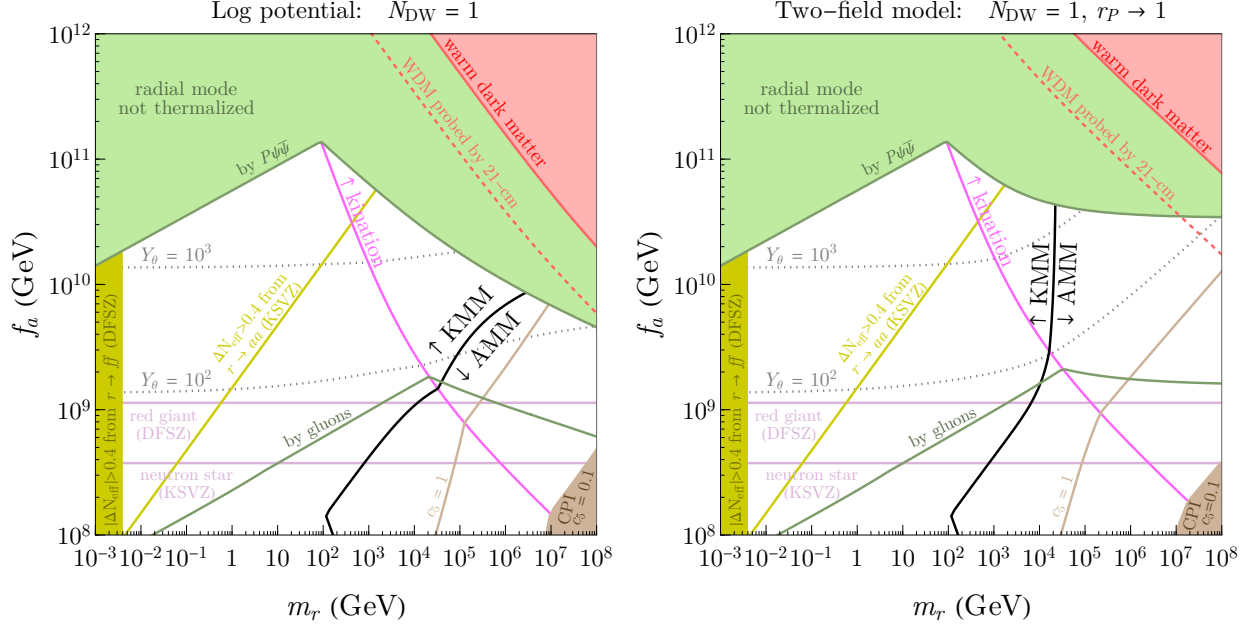 Log potential: N_DW = 1
10^12
10^11
10^10
10^9
10^8
f_a (GeV)
radial mode
not thermalized
by Pψψ̄
WDM probed by 21−cm
warm dark matter
↑ kination
Y_θ = 10^3
ΔN_eff>0.4 from
r → aa (KSVZ)
↑ KMM
↓ AMM
Y_θ = 10^2
|ΔN_eff|>0.4 from r → ff̄ (DFSZ)
red giant
(DFSZ)
by gluons
neutron star
(KSVZ)
c_5 = 1
CPI
c_5 = 0.1
10^−3 10^−2 10^−1 1 10 10^2 10^3 10^4 10^5 10^6 10^7 10^8
m_r (GeV)
Two−field model: N_DW = 1, r_P → 1
10^12
10^11
10^10
10^9
10^8
f_a (GeV)
radial mode
not thermalized
by Pψψ̄
WDM probed by 21−cm
warm dark matter
↑ kination
Y_θ = 10^3
ΔN_eff>0.4 from
r → aa (KSVZ)
↑ KMM
↓ AMM
Y_θ = 10^2
|ΔN_eff|>0.4 from r → ff̄ (DFSZ)
red giant
(DFSZ)
by gluons
neutron star
(KSVZ)
c_5 = 1
CPI
c_5=0.1
10^−3 10^−2 10^−1 1 10 10^2 10^3 10^4 10^5 10^6 10^7 10^8
m_r (GeV)